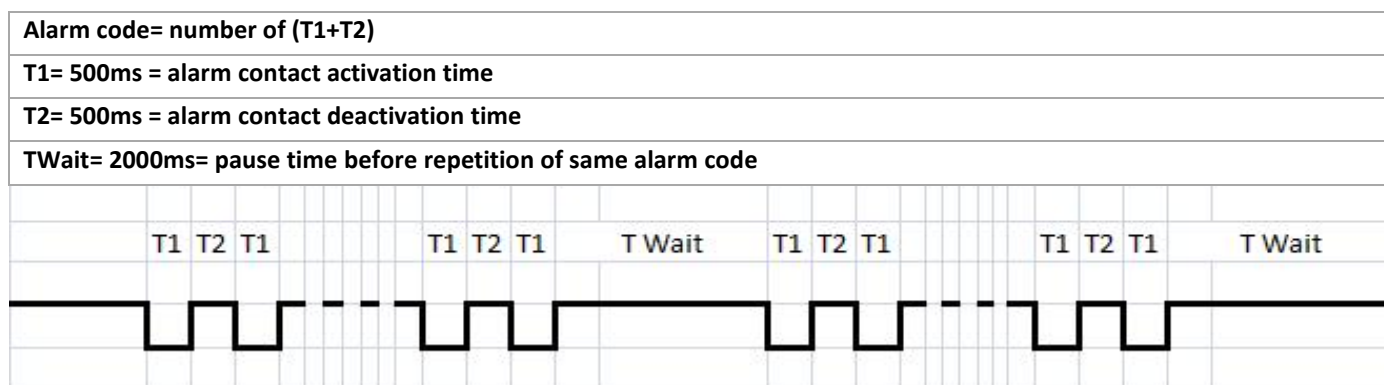 Alarm code= number of (T1+T2)
T1= 500ms = alarm contact activation time
T2= 500ms = alarm contact deactivation time
TWait= 2000ms= pause time before repetition of same alarm code
T1 T2 T1 T1 T2 T1 T Wait T1 T2 T1 T1 T2 T1 T Wait